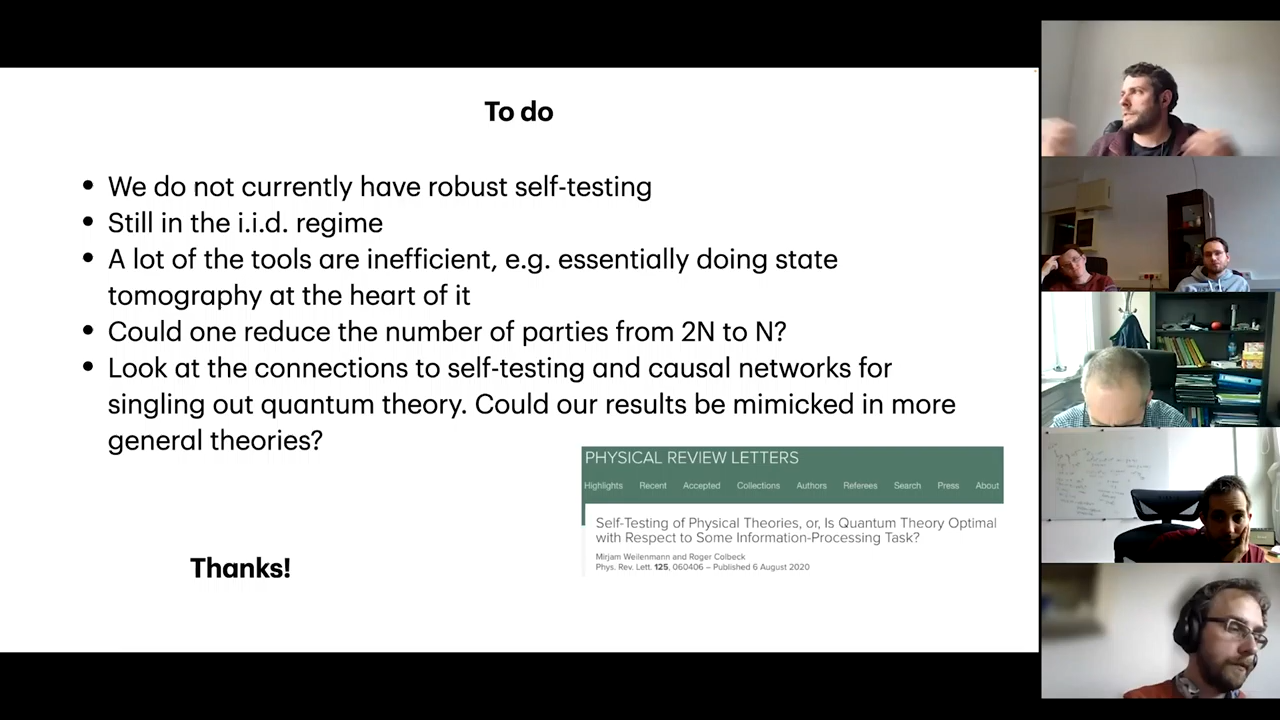 To do
• We do not currently have robust self-testing
• Still in the i.i.d. regime
• A lot of the tools are inefficient, e.g. essentially doing state
tomography at the heart of it
• Could one reduce the number of parties from 2N to N?
• Look at the connections to self-testing and causal networks for
singling out quantum theory. Could our results be mimicked in more
general theories?
PHYSICAL REVIEW LETTERS
Highlights Recent Accepted Collections Authors Referees Search Press About
Self-Testing of Physical Theories, or, Is Quantum Theory Optimal
with Respect to Some Information-Processing Task?
Mirjam Weilenmann and Roger Colbeck
Phys. Rev. Lett. 125, 060406 – Published 6 August 2020
Thanks!